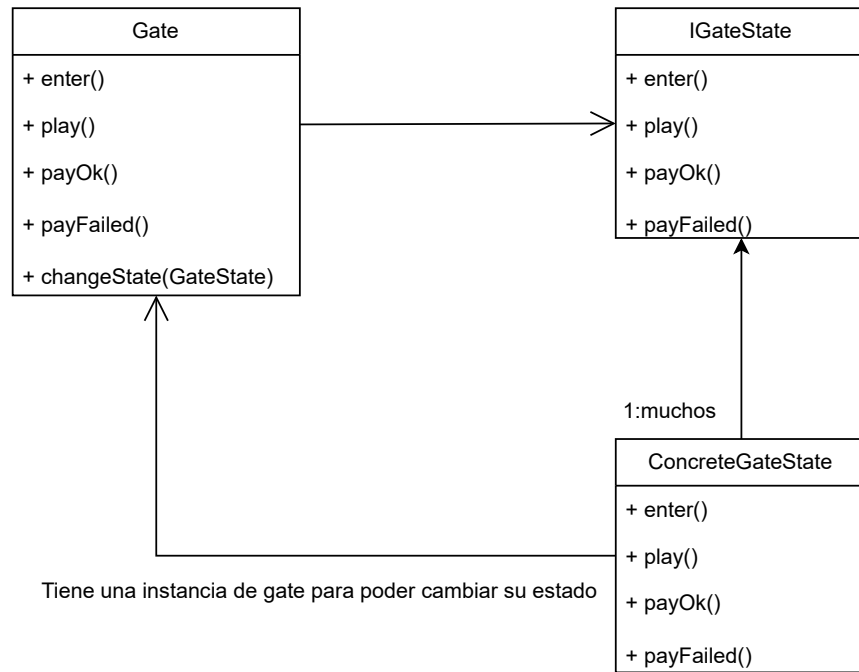 Gate
+ enter()
+ play()
+ payOk()
+ payFailed()
+ changeState(GateState)
IGateState
+ enter()
+ play()
+ payOk()
+ payFailed()
1:muchos
ConcreteGateState
+ enter()
+ play()
+ payOk()
+ payFailed()
Tiene una instancia de gate para poder cambiar su estado